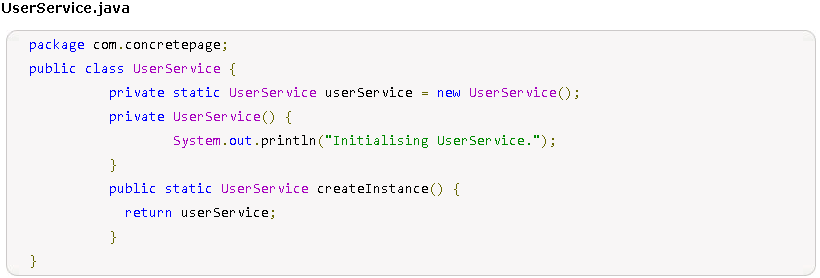 UserService.java
package com.concretepage;
public class UserService {
private static UserService userService = new UserService();
private UserService() {
System.out.println("Initialising UserService.");
}
public static UserService createInstance() {
return userService;
}
}